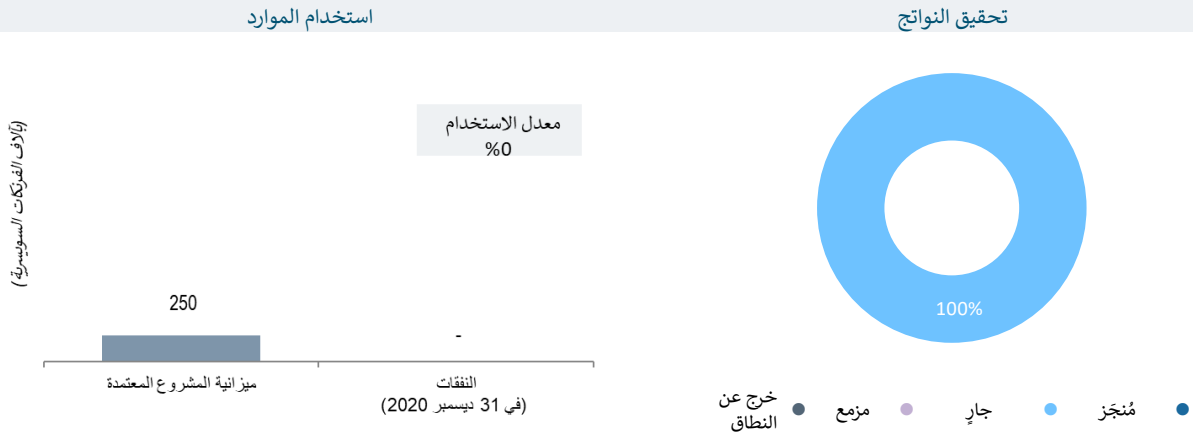 تحقيق النواتج
استخدام الموارد
100%
مُنجَز
جارٍ
مزمع
خرج عن
النطاق
(بآلاف الفرنكات السويسرية)
معدل الاستخدام
%0
250
-
ميزانية المشروع المعتمدة
النفقات
(في 31 ديسمبر 2020)